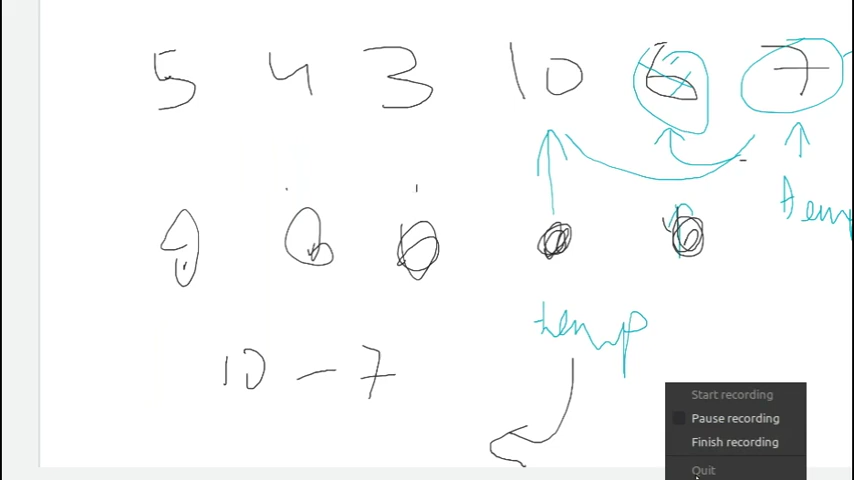 5 4 3 10 6 7
temp
temp
10 - 7
Start recording
Pause recording
Finish recording
Quit